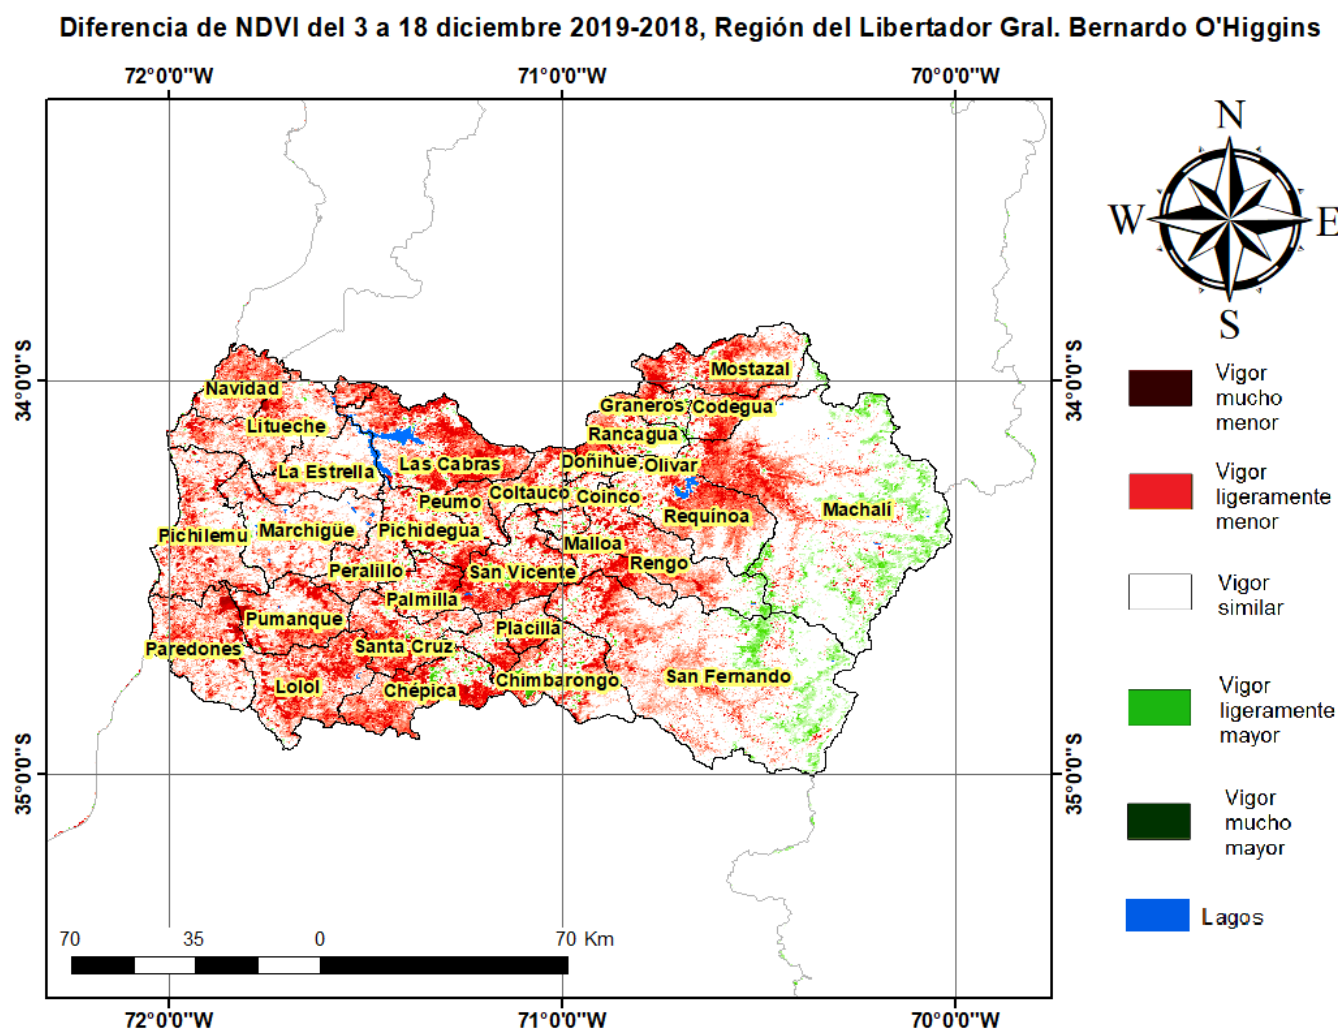 Diferencia de NDVI del 3 a 18 diciembre 2019-2018, Región del Libertador Gral. Bernardo O'Higgins
72°0'0"W 71°0'0"W 70°0'0"W
34°0'0"S 34°0'0"S
35°0'0"S 35°0'0"S
N
W E
S
Mostazal
Navidad
Graneros Codegua
Litueche
Rancagua
La Estrella Las Cabras Doñihue Olivar
Peumo Coltauco Coinco
Requinoa Machalí
Pichilemu Marchigüe Pichidegua
Malloa
Peralillo San Vicente Rengo
Palmilla
Pumanque Placilla
Paredones Santa Cruz
Lolol Chépica Chimbarongo San Fernando
Vigor
mucho
menor
Vigor
ligeramente
menor
Vigor
similar
Vigor
ligeramente
mayor
Vigor
mucho
mayor
Lagos
70 35 0 70 Km
72°0'0"W 71°0'0"W 70°0'0"W